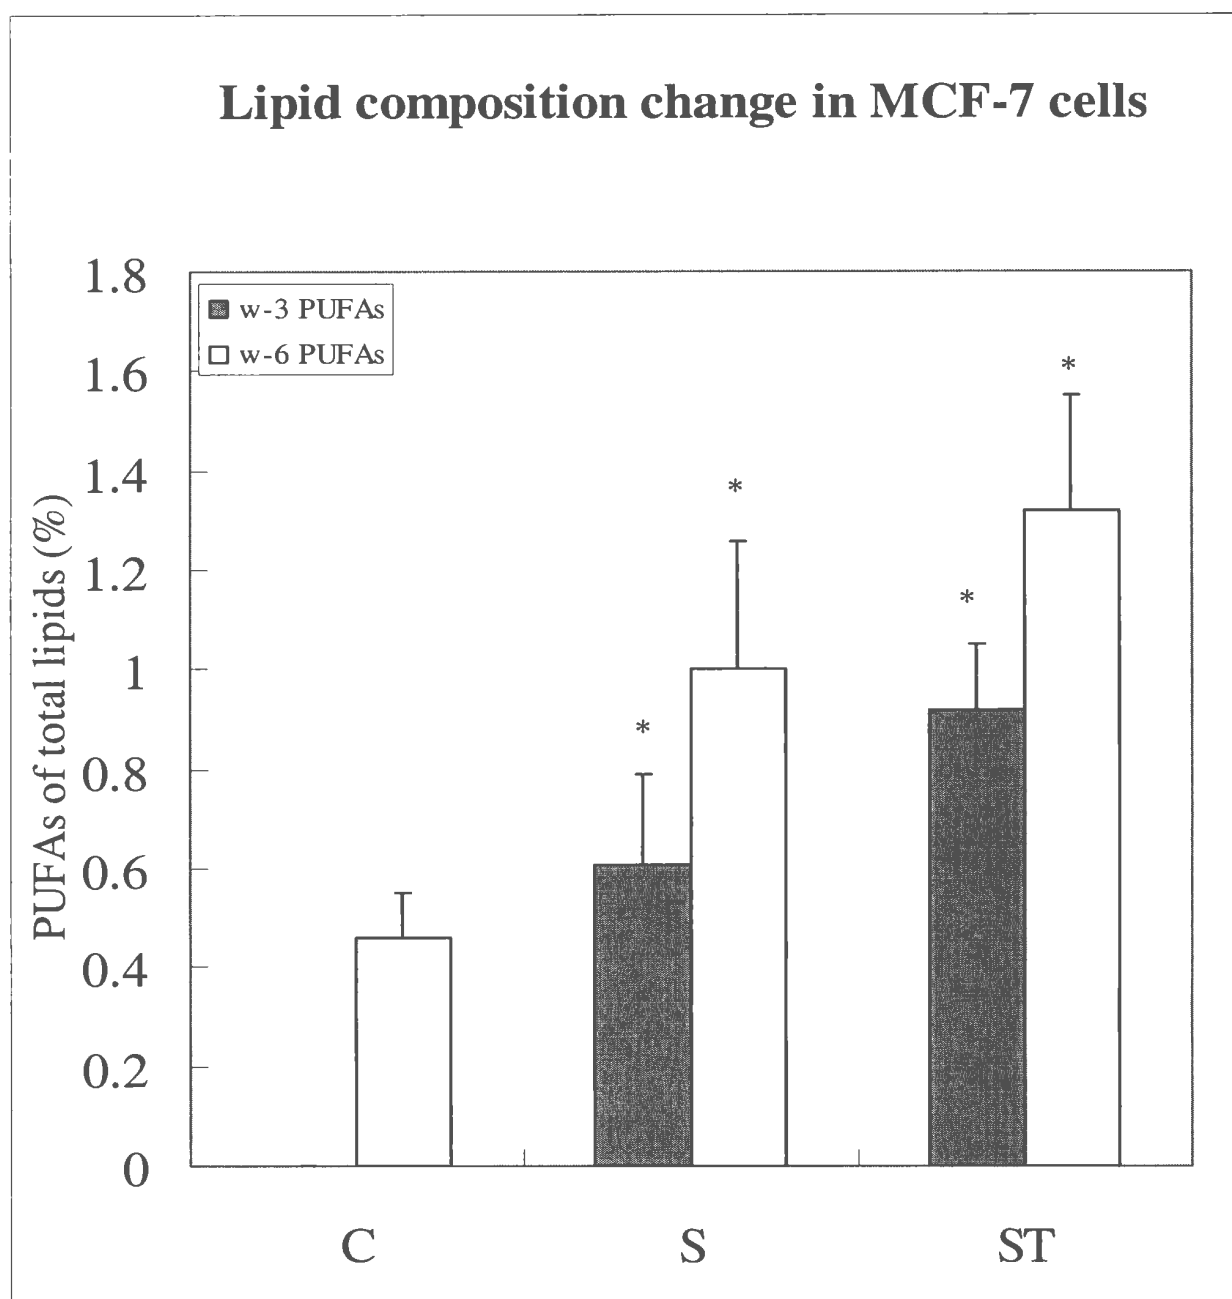 Lipid composition change in MCF-7 cells
PUFAs of total lipids (%)
1.8
1.6
1.4
1.2
1
0.8
0.6
0.4
0.2
0
w-3 PUFAs
w-6 PUFAs
*
*
*
*
C S ST